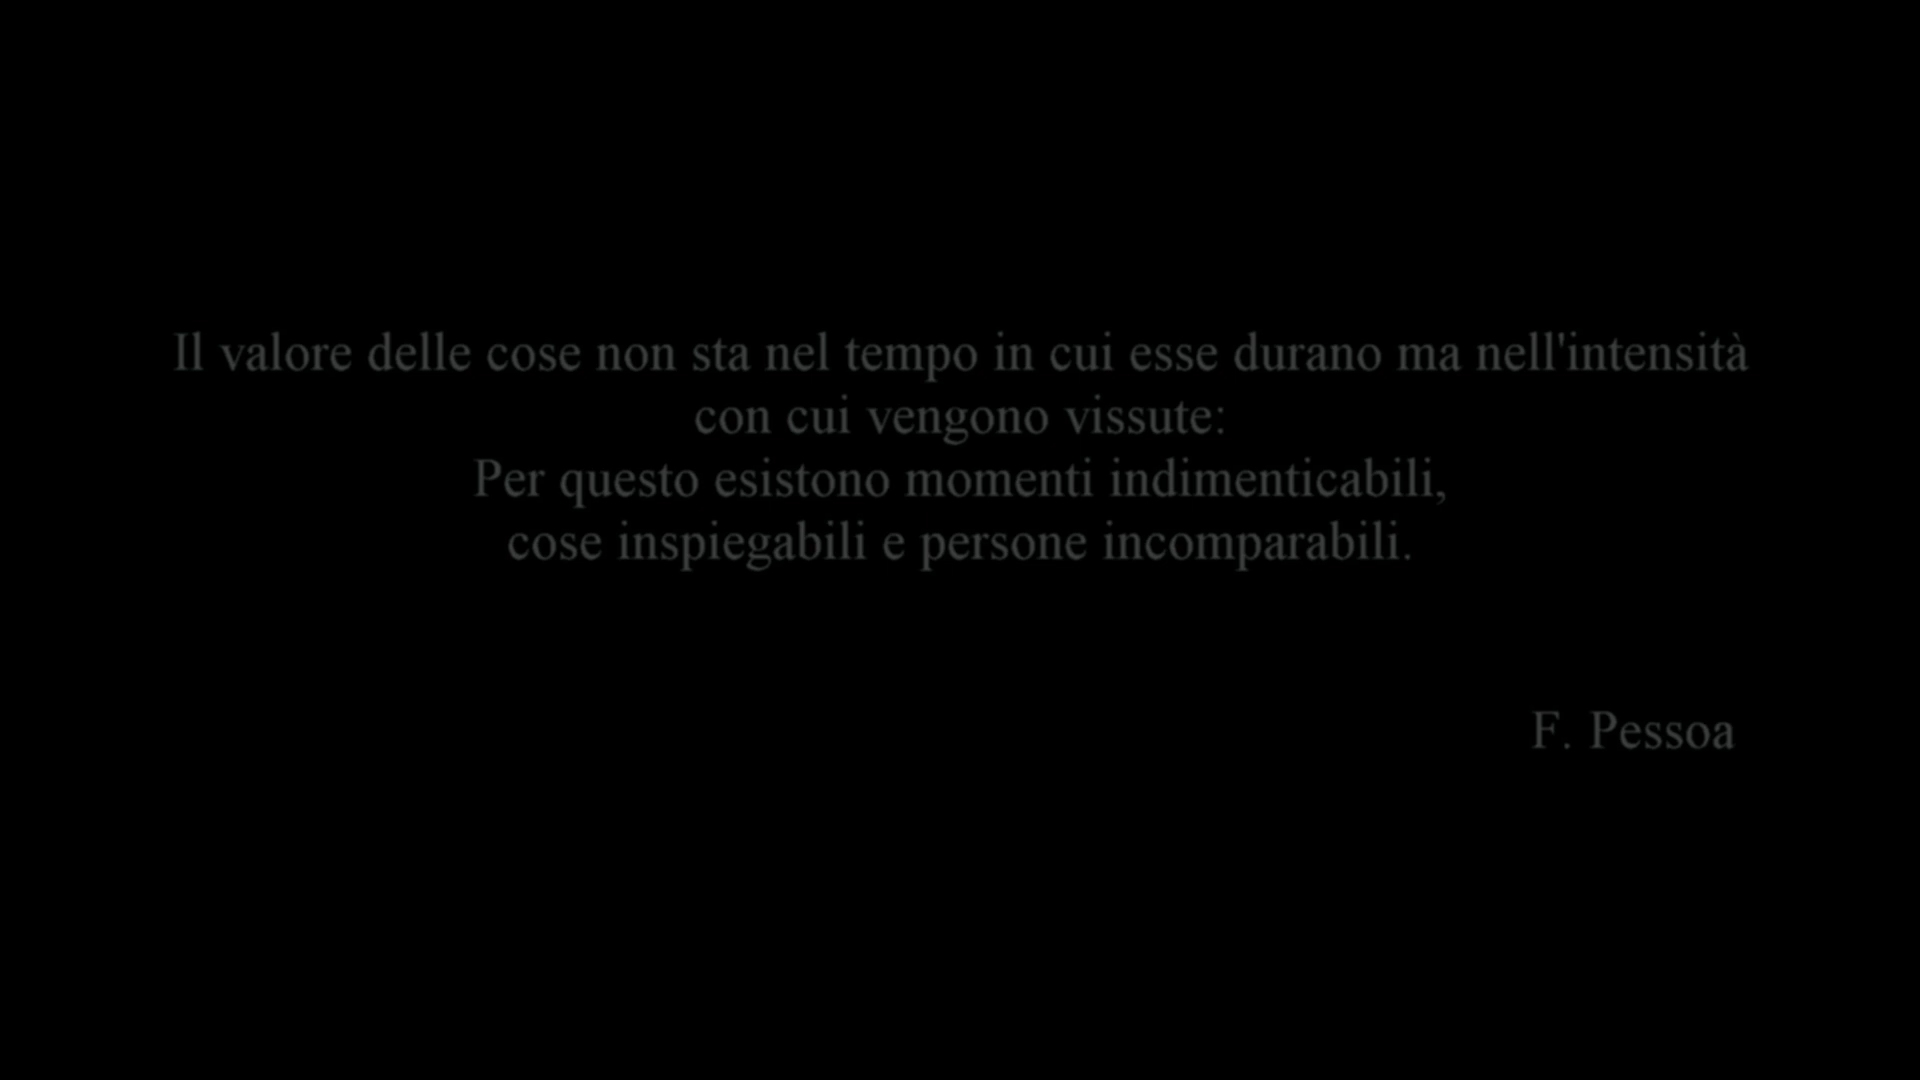 Il valore delle cose non sta nel tempo in cui esse durano ma nell'intensità
con cui vengono vissute:
Per questo esistono momenti indimenticabili,
cose inspiegabili e persone incomparabili.
F. Pessoa